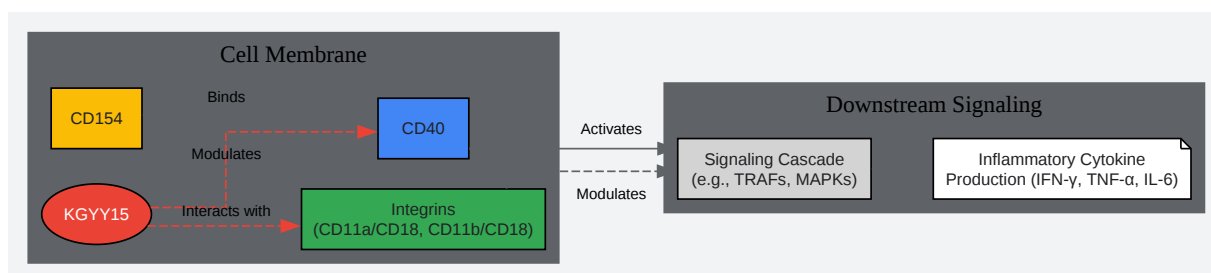 Cell Membrane
CD154
Binds
CD40
Modulates
KGYY15
Interacts with
Integrins
(CD11a/CD18, CD11b/CD18)
Activates
Modulates
Downstream Signaling
Signaling Cascade
(e.g., TRAFs, MAPKs)
Inflammatory Cytokine
Production (IFN-γ, TNF-α, IL-6)